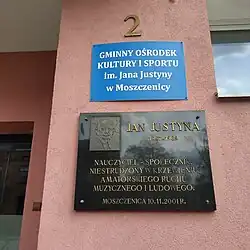 2
GMINNY OŚRODEK
KULTURY I SPORTU
im. Jana Justyny
w Moszczenicy
JAN JUSTYNA
NAUCZYCIEL - SPOŁECZNIK
NIESTRUDZONY W KRZEWIENIU
AMATORSKIEGO RUCHU
MUZYCZNEGO I LUDOWEGO.
MOSZCZENICA 10.11.2001 R.